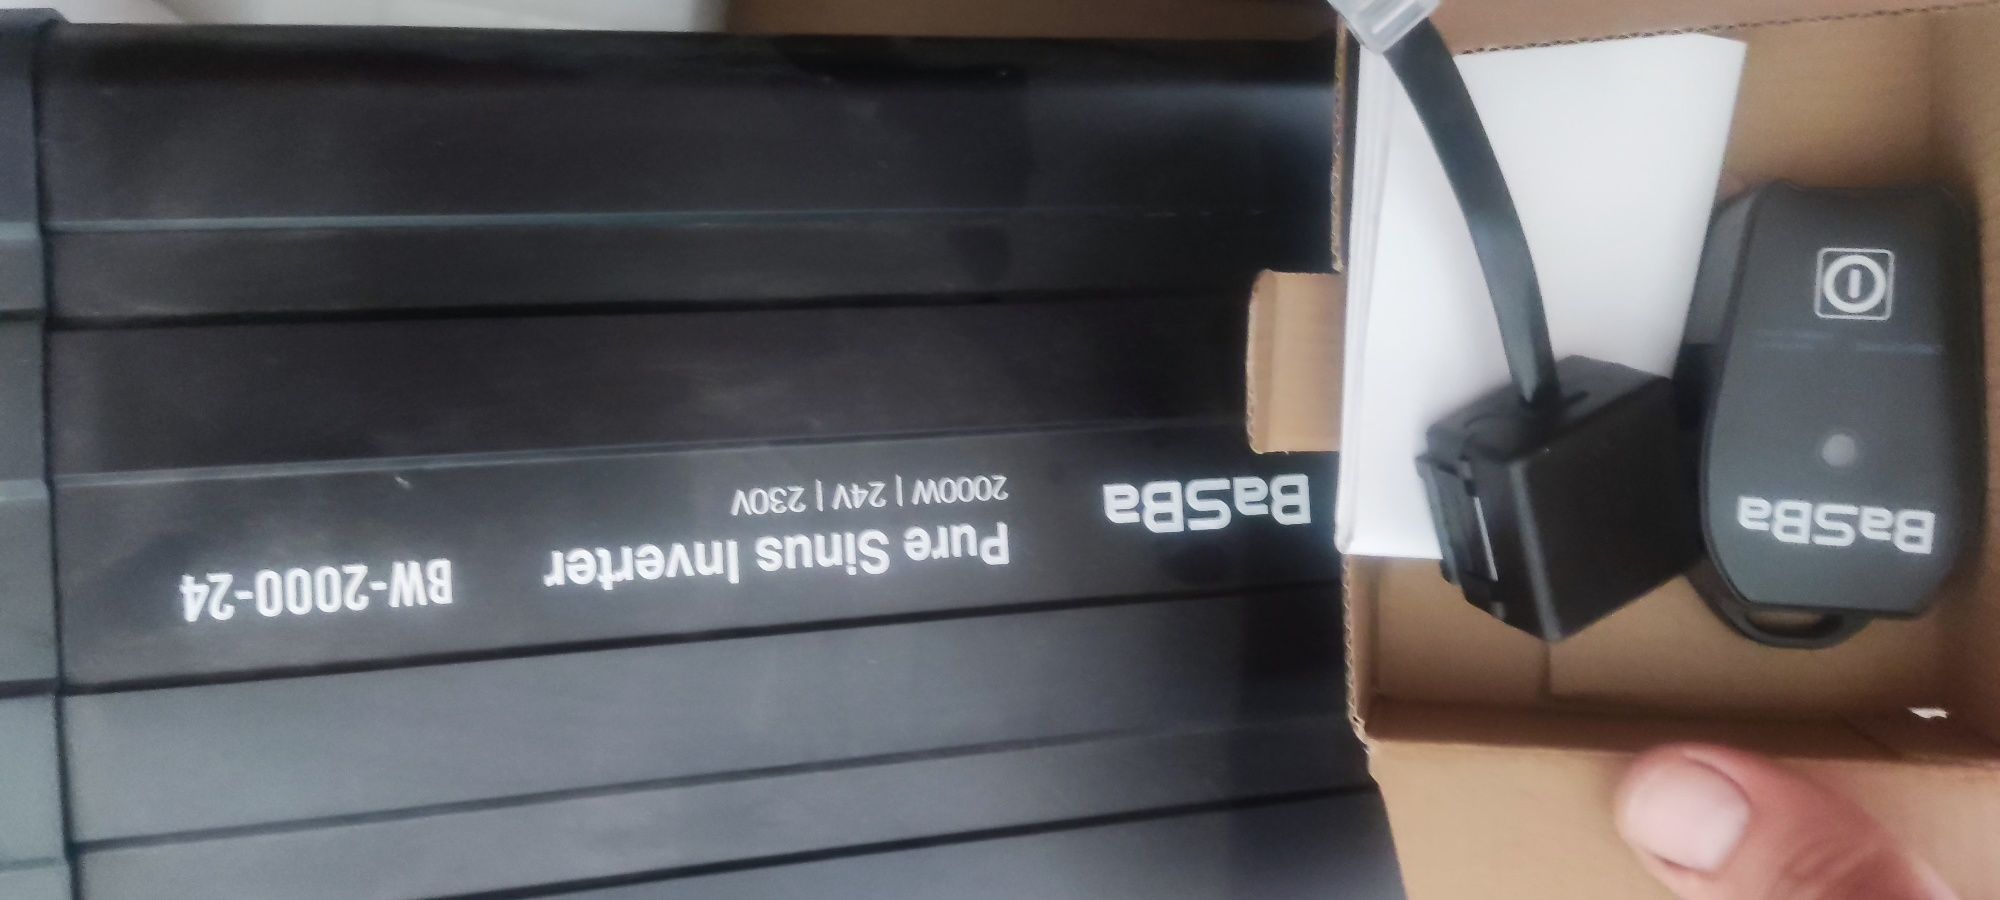 BaSBa
Pure Sinus Inverter
2000W | 24V | 230V
BW-2000-24
BaSBa